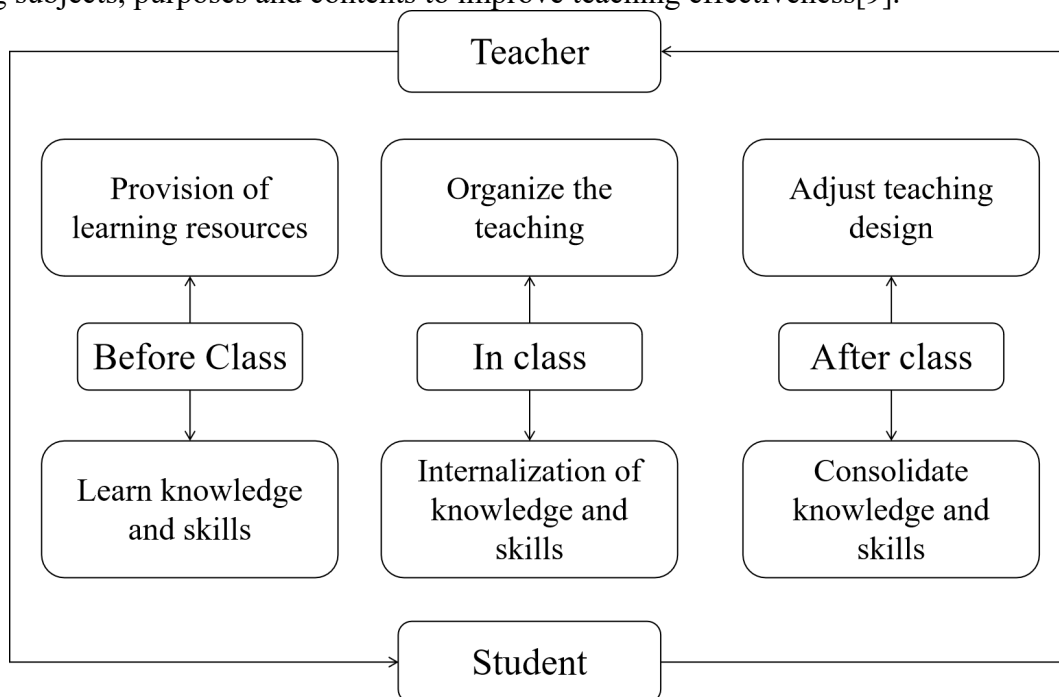 subjects, purposes and contents to improve teaching effectiveness[9].
Teacher
Provision of
learning resources
Organize the
teaching
Adjust teaching
design
Before Class
In class
After class
Learn knowledge
and skills
Internalization of
knowledge and
skills
Consolidate
knowledge and
skills
Student